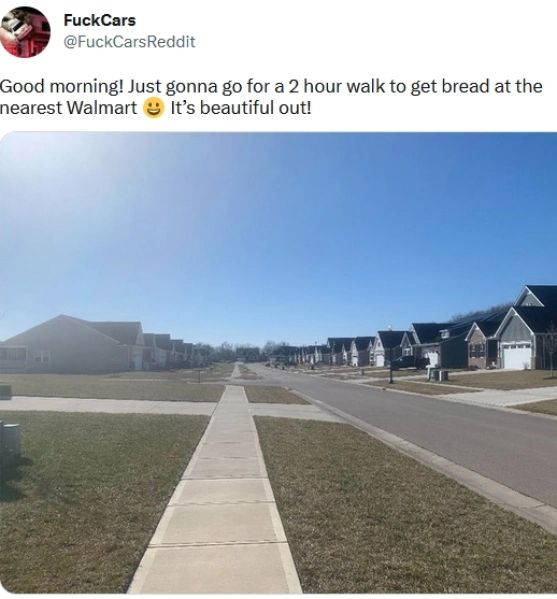 FuckCars
@FuckCarsReddit
Good morning! Just gonna go for a 2 hour walk to get bread at the
nearest Walmart 😀 It’s beautiful out!